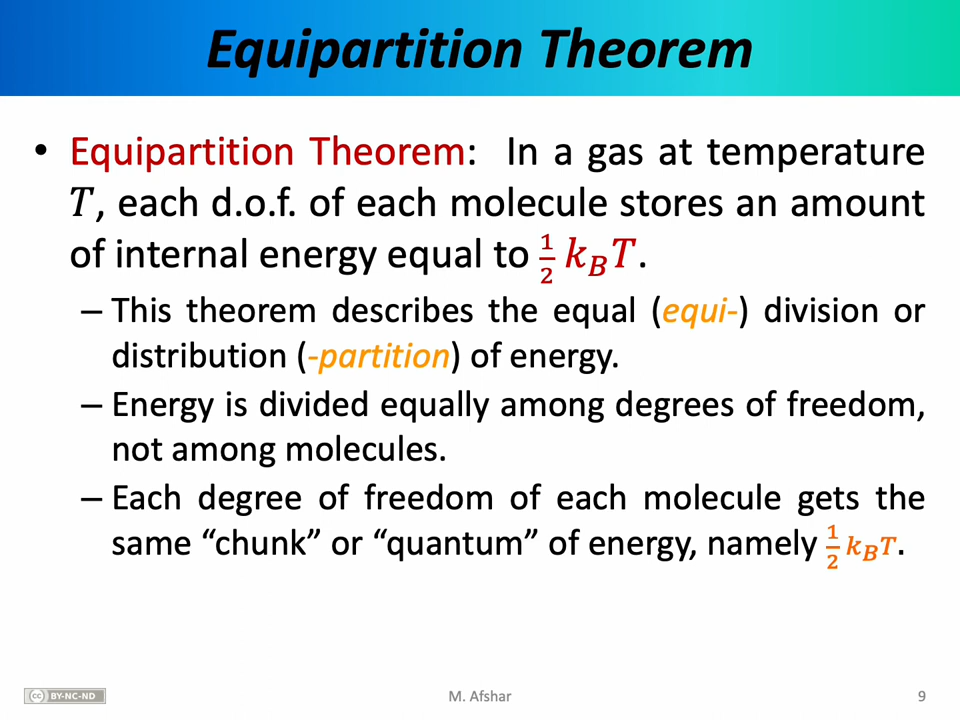 Equipartition Theorem
• Equipartition Theorem: In a gas at temperature
T, each d.o.f. of each molecule stores an amount
of internal energy equal to ½ k_B T.
– This theorem describes the equal (equi-) division or
distribution (-partition) of energy.
– Energy is divided equally among degrees of freedom,
not among molecules.
– Each degree of freedom of each molecule gets the
same “chunk” or “quantum” of energy, namely ½ k_B T.
cc BY-NC-ND
M. Afshar
9